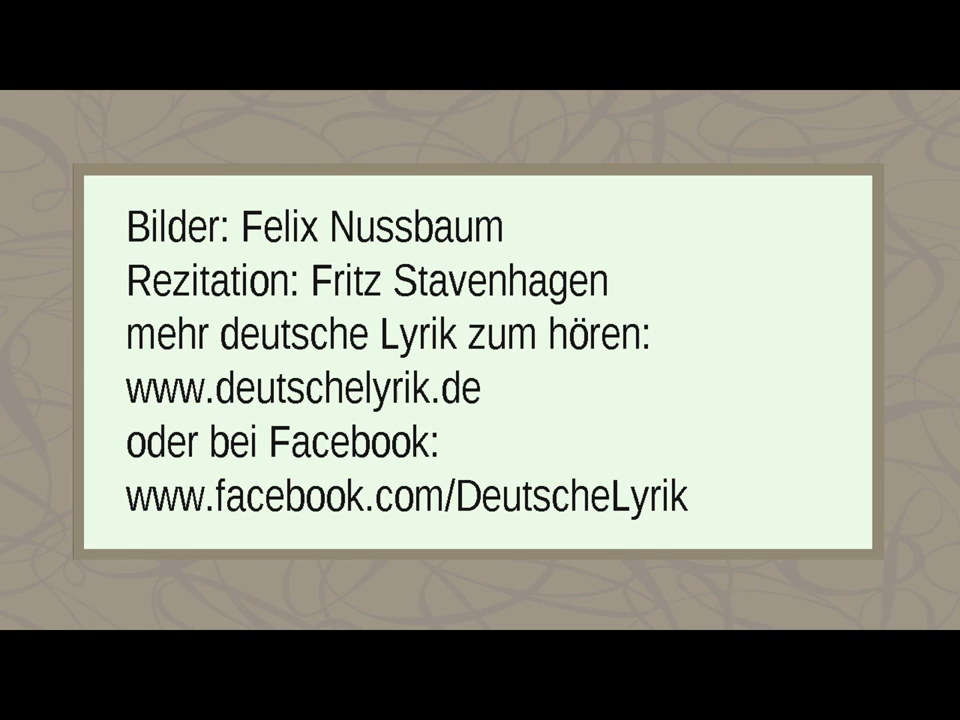 Bilder: Felix Nussbaum
Rezitation: Fritz Stavenhagen
mehr deutsche Lyrik zum hören:
www.deutschelyrik.de
oder bei Facebook:
www.facebook.com/DeutscheLyrik